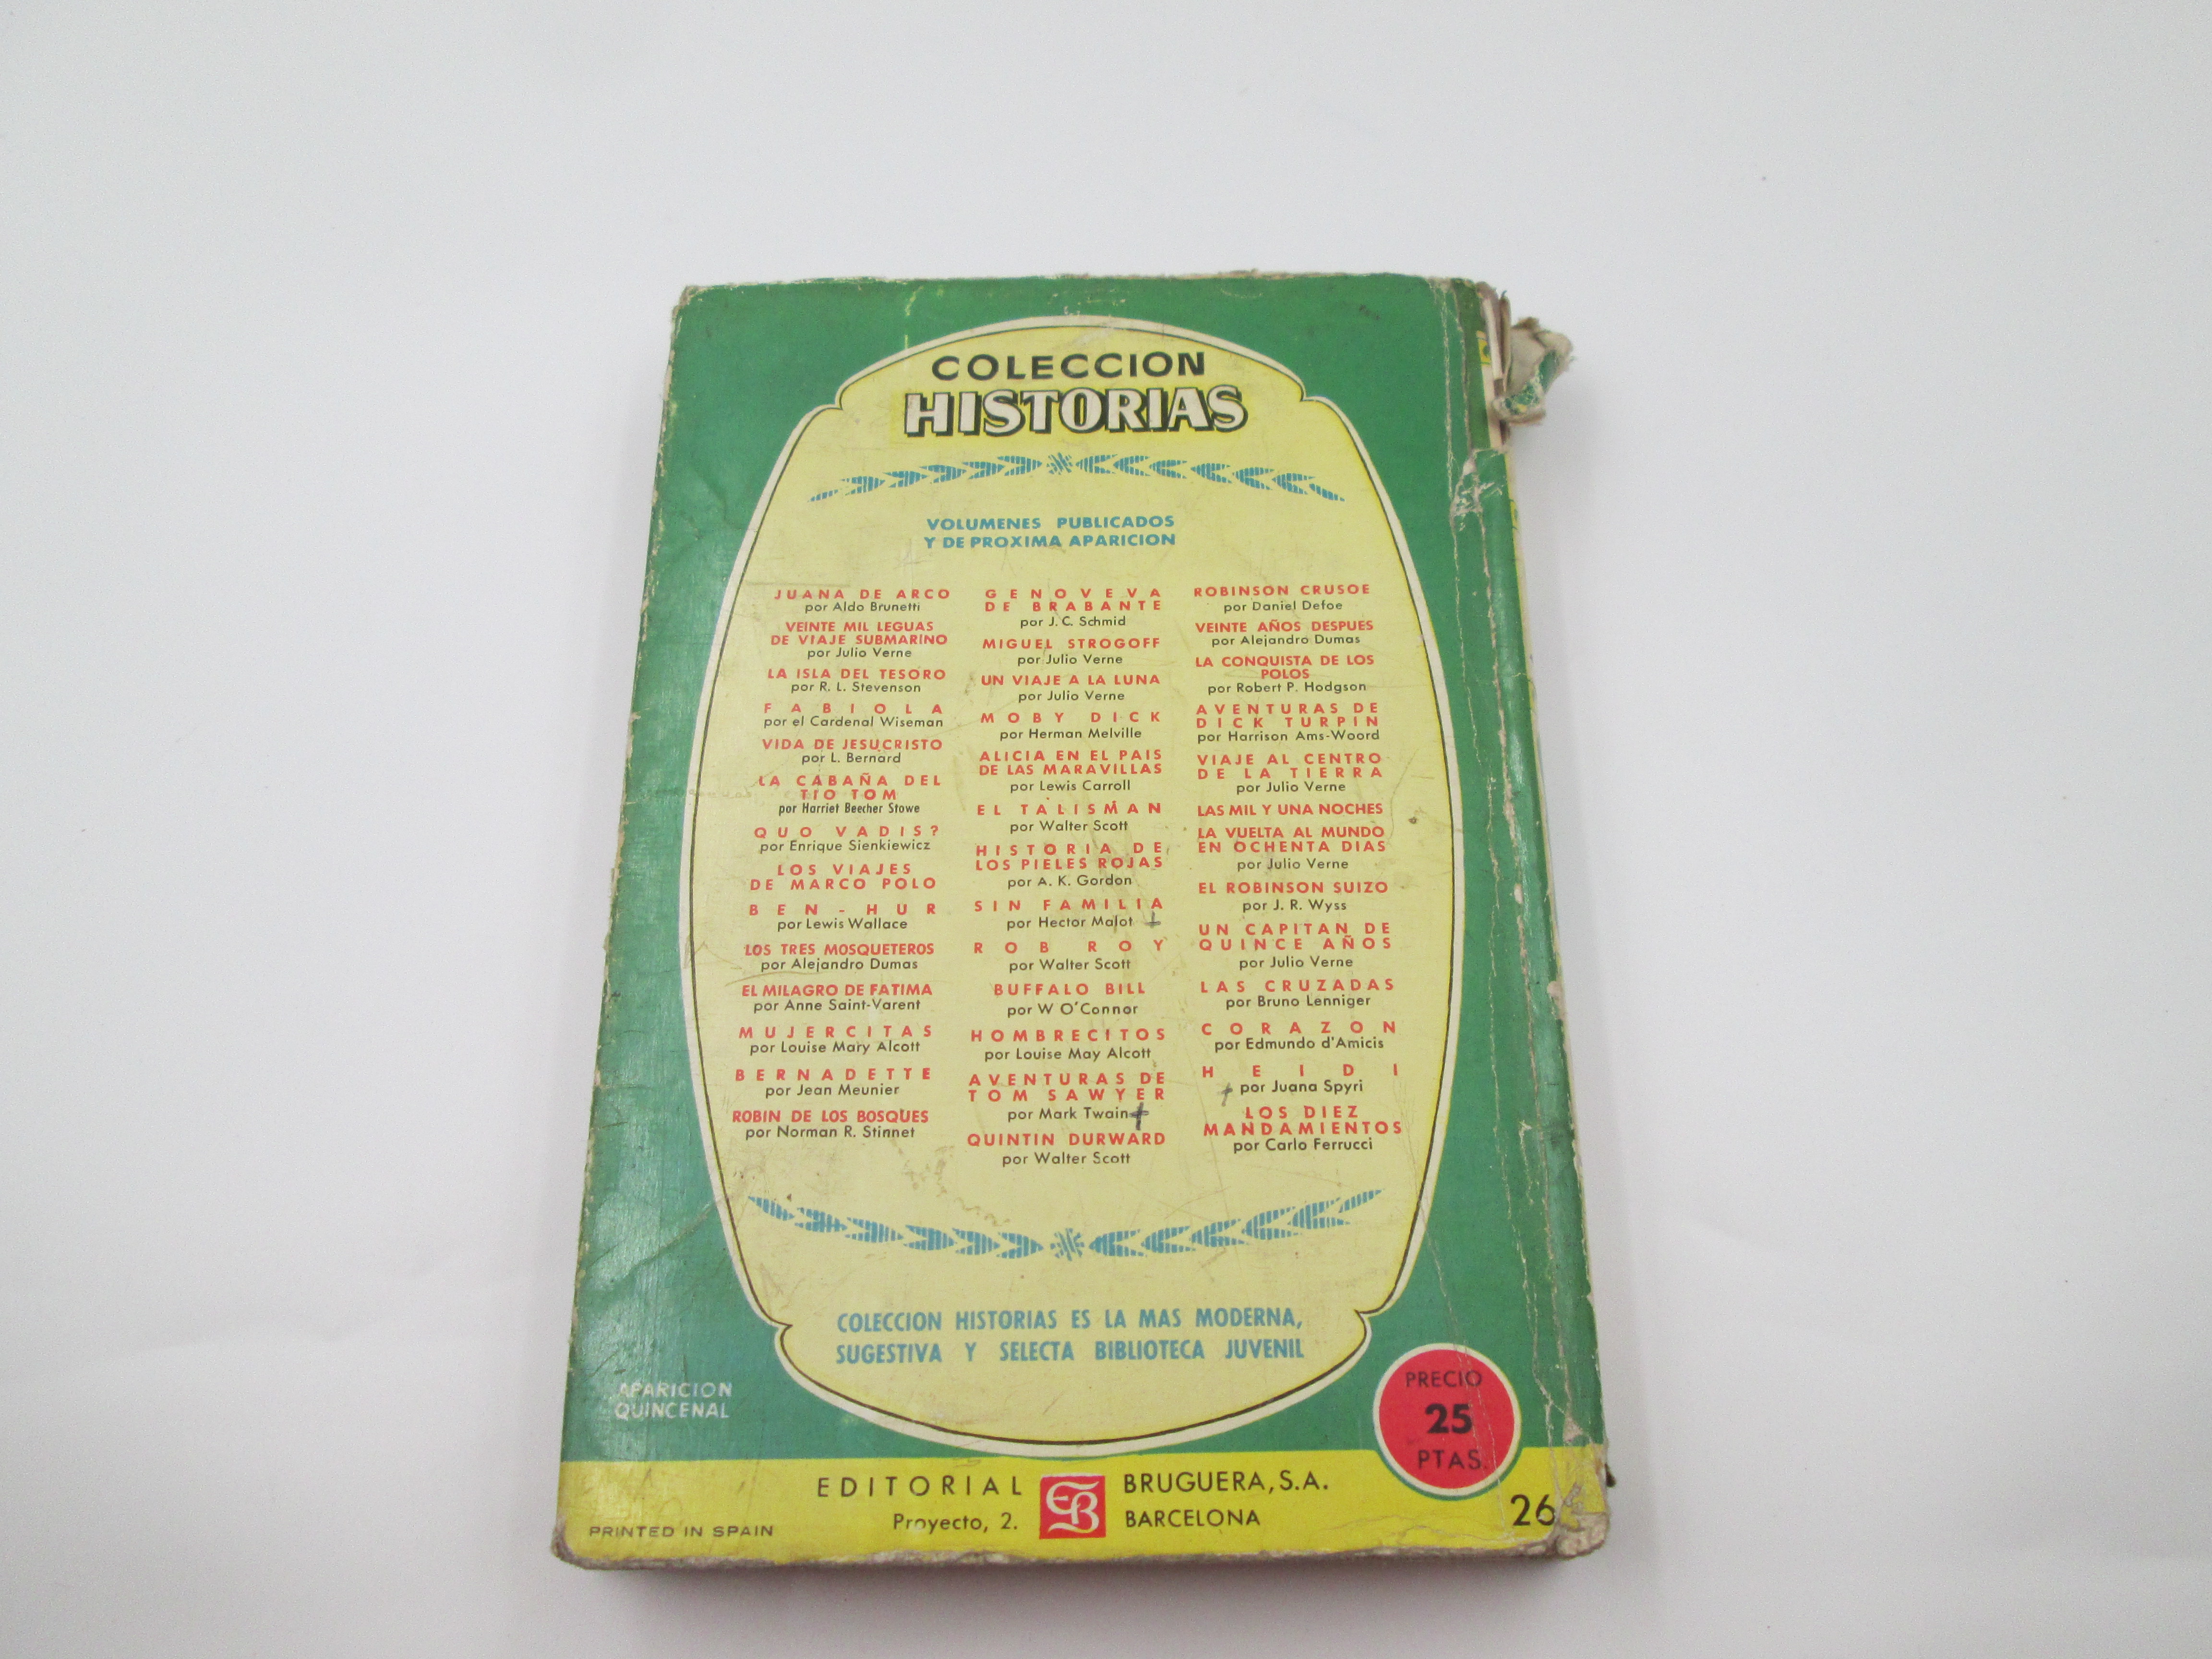 COLECCION
HISTORIAS
VOLUMENES PUBLICADOS
Y DE PROXIMA APARICION
JUANA DE ARCO
por Aldo Brunetti
VEINTE MIL LEGUAS
DE VIAJE SUBMARINO
por Julio Verne
LA ISLA DEL TESORO
por R. L. Stevenson
FABIOLA
por el Cardenal Wiseman
VIDA DE JESUCRISTO
por L. Bernard
LA CABAÑA DEL
TIO TOM
por Harriet Beecher Stowe
QUO VADIS?
por Enrique Sienkiewicz
LOS VIAJES
DE MARCO POLO
BEN-HUR
por Lewis Wallace
LOS TRES MOSQUETEROS
por Alejandro Dumas
EL MILAGRO DE FATIMA
por Anne Saint-Varent
MUJERCITAS
por Louise Mary Alcott
BERNADETTE
por Jean Meunier
ROBIN DE LOS BOSQUES
por Norman R. Stinnet
GENOVEVA
DE BRABANTE
por J. C. Schmid
MIGUEL STROGOFF
por Julio Verne
UN VIAJE A LA LUNA
por Julio Verne
MOBY DICK
por Herman Melville
ALICIA EN EL PAIS
DE LAS MARAVILLAS
por Lewis Carroll
EL TALISMAN
por Walter Scott
HISTORIA DE
LOS PIELES ROJAS
por A. K. Gordon
SIN FAMILIA
por Hector Malot
ROB ROY
por Walter Scott
BUFFALO BILL
por W O'Connor
HOMBRECITOS
por Louise May Alcott
AVENTURAS DE
TOM SAWYER
por Mark Twain
QUINTIN DURWARD
por Walter Scott
ROBINSON CRUSOE
por Daniel Defoe
VEINTE AÑOS DESPUES
por Alejandro Dumas
LA CONQUISTA DE LOS
POLOS
por Robert P. Hodgson
AVENTURAS DE
DICK TURPIN
por Harrison Ams-Woord
VIAJE AL CENTRO
DE LA TIERRA
por Julio Verne
LAS MIL Y UNA NOCHES
LA VUELTA AL MUNDO
EN OCHENTA DIAS
por Julio Verne
EL ROBINSON SUIZO
por J. R. Wyss
UN CAPITAN DE
QUINCE AÑOS
por Julio Verne
LAS CRUZADAS
por Bruno Lenniger
CORAZON
por Edmundo d'Amicis
HEIDI
por Juana Spyri
LOS DIEZ
MANDAMIENTOS
por Carlo Ferrucci
COLECCION HISTORIAS ES LA MAS MODERNA,
SUGESTIVA Y SELECTA BIBLIOTECA JUVENIL
APARICION
QUINCENAL
PRECIO
25
PTAS.
EDITORIAL EB BRUGUERA, S.A.
Proyecto, 2. BARCELONA
PRINTED IN SPAIN
26